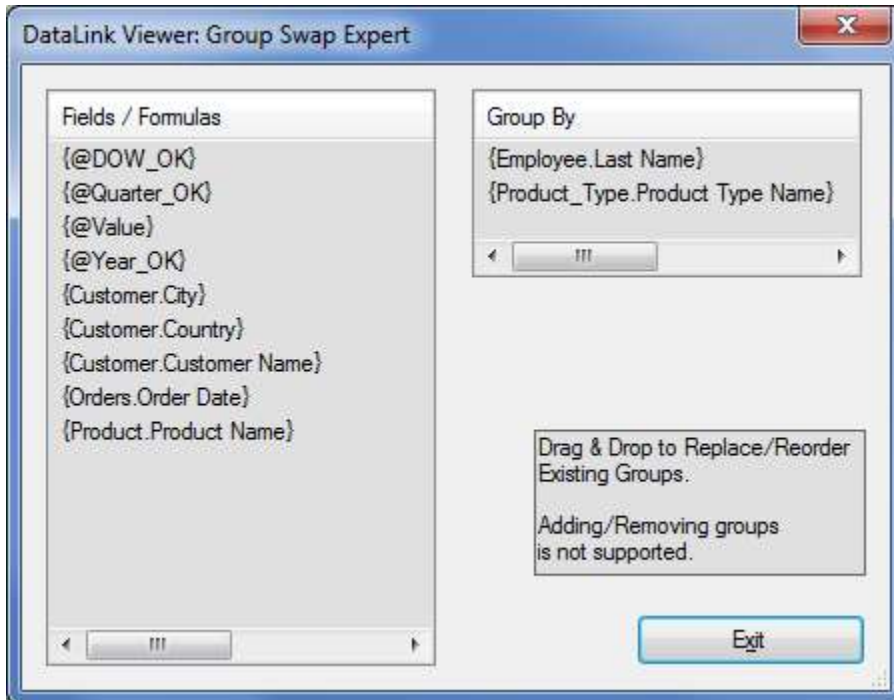 DataLink Viewer: Group Swap Expert
Fields / Formulas
{@DOW_OK}
{@Quarter_OK}
{@Value}
{@Year_OK}
{Customer.City}
{Customer.Country}
{Customer.Customer Name}
{Orders.Order Date}
{Product.Product Name}
Group By
{Employee.Last Name}
{Product_Type.Product Type Name}
Drag & Drop to Replace/Reorder
Existing Groups.
Adding/Removing groups
is not supported.
Exit